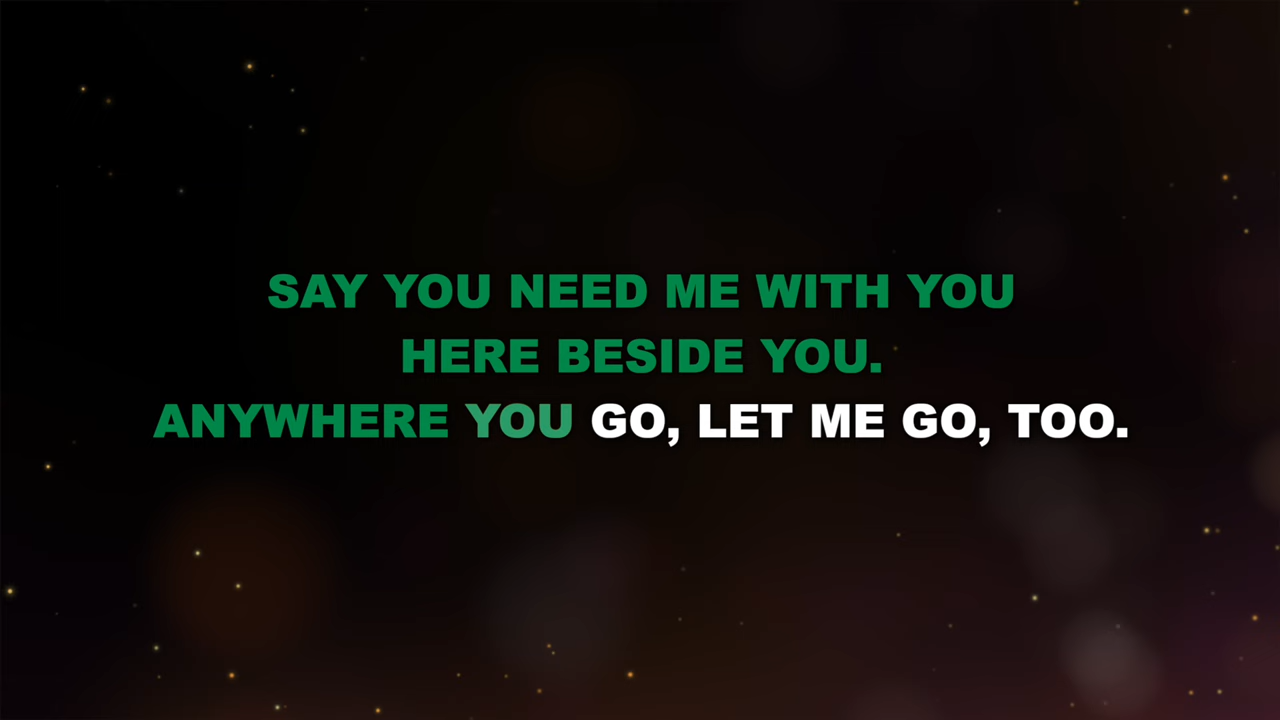 SAY YOU NEED ME WITH YOU
HERE BESIDE YOU.
ANYWHERE YOU GO, LET ME GO, TOO.